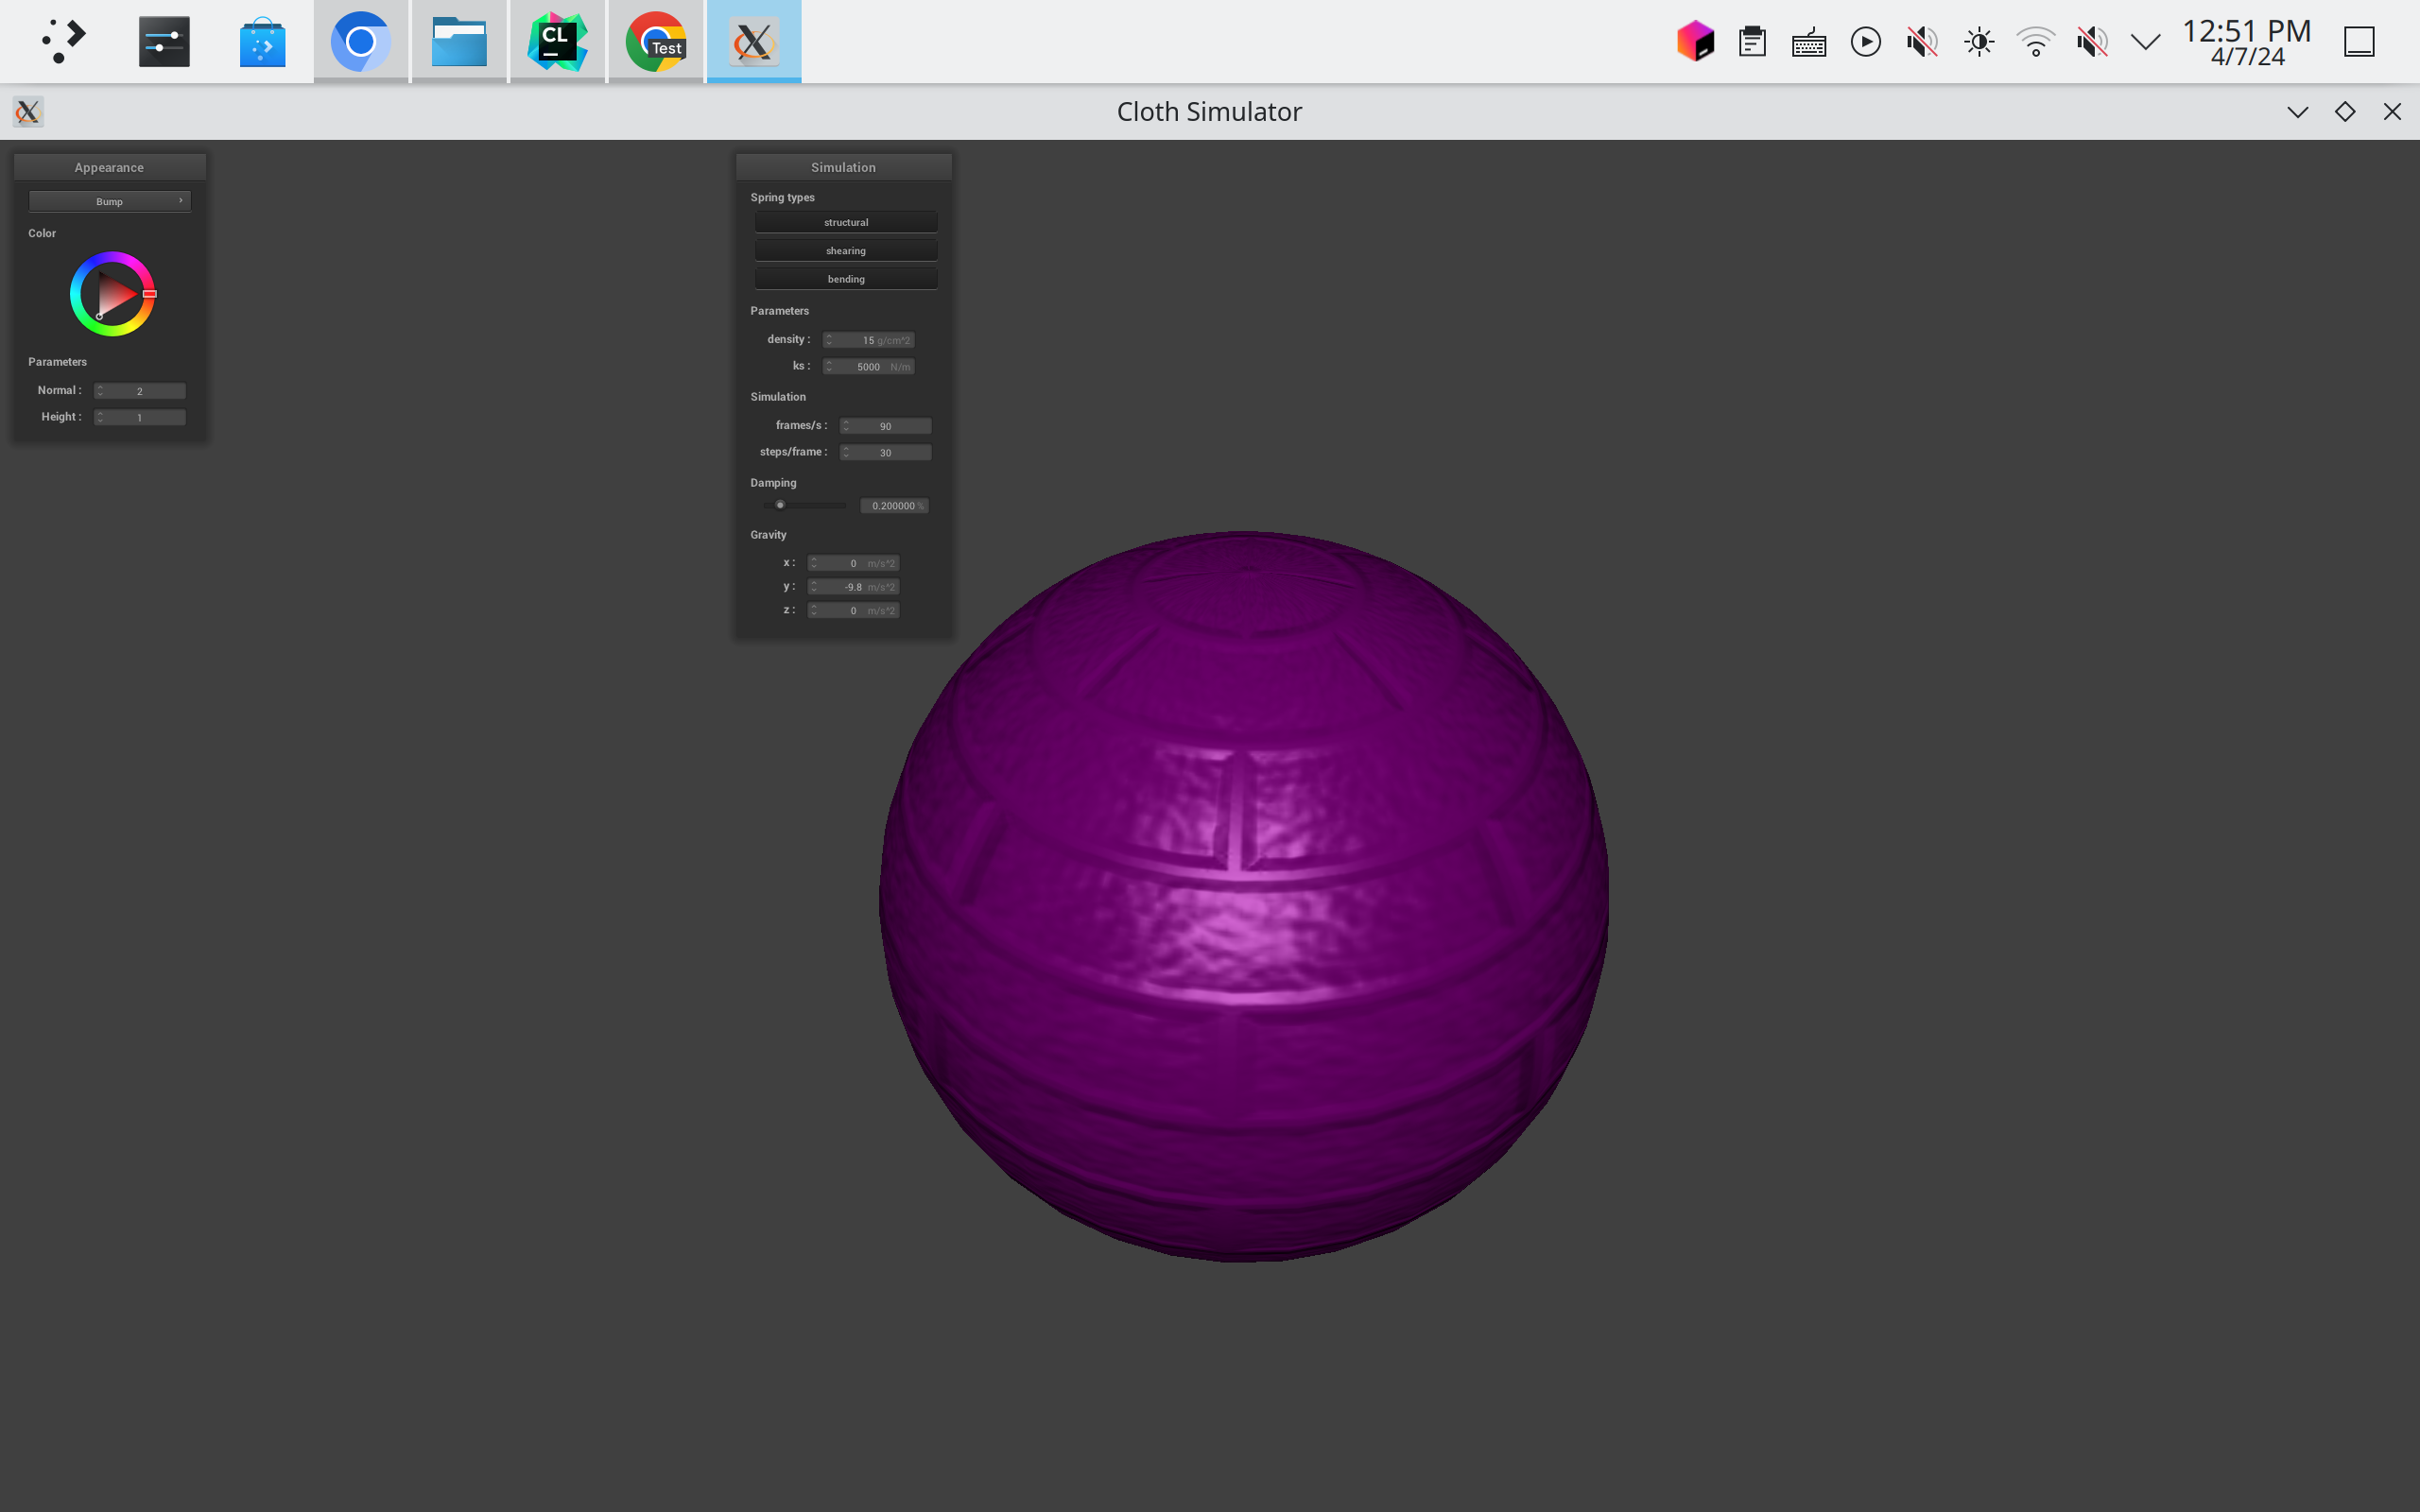 CL
Test
12:51 PM
4/7/24
Cloth Simulator
Appearance
Bump
Color
Parameters
Normal : 2
Height : 1
Simulation
Spring types
structural
shearing
bending
Parameters
density : 15 g/cm^2
ks : 5000 N/m
Simulation
frames/s : 90
steps/frame : 30
Damping
0.200000 %
Gravity
x : 0 m/s^2
y : -9.8 m/s^2
z : 0 m/s^2